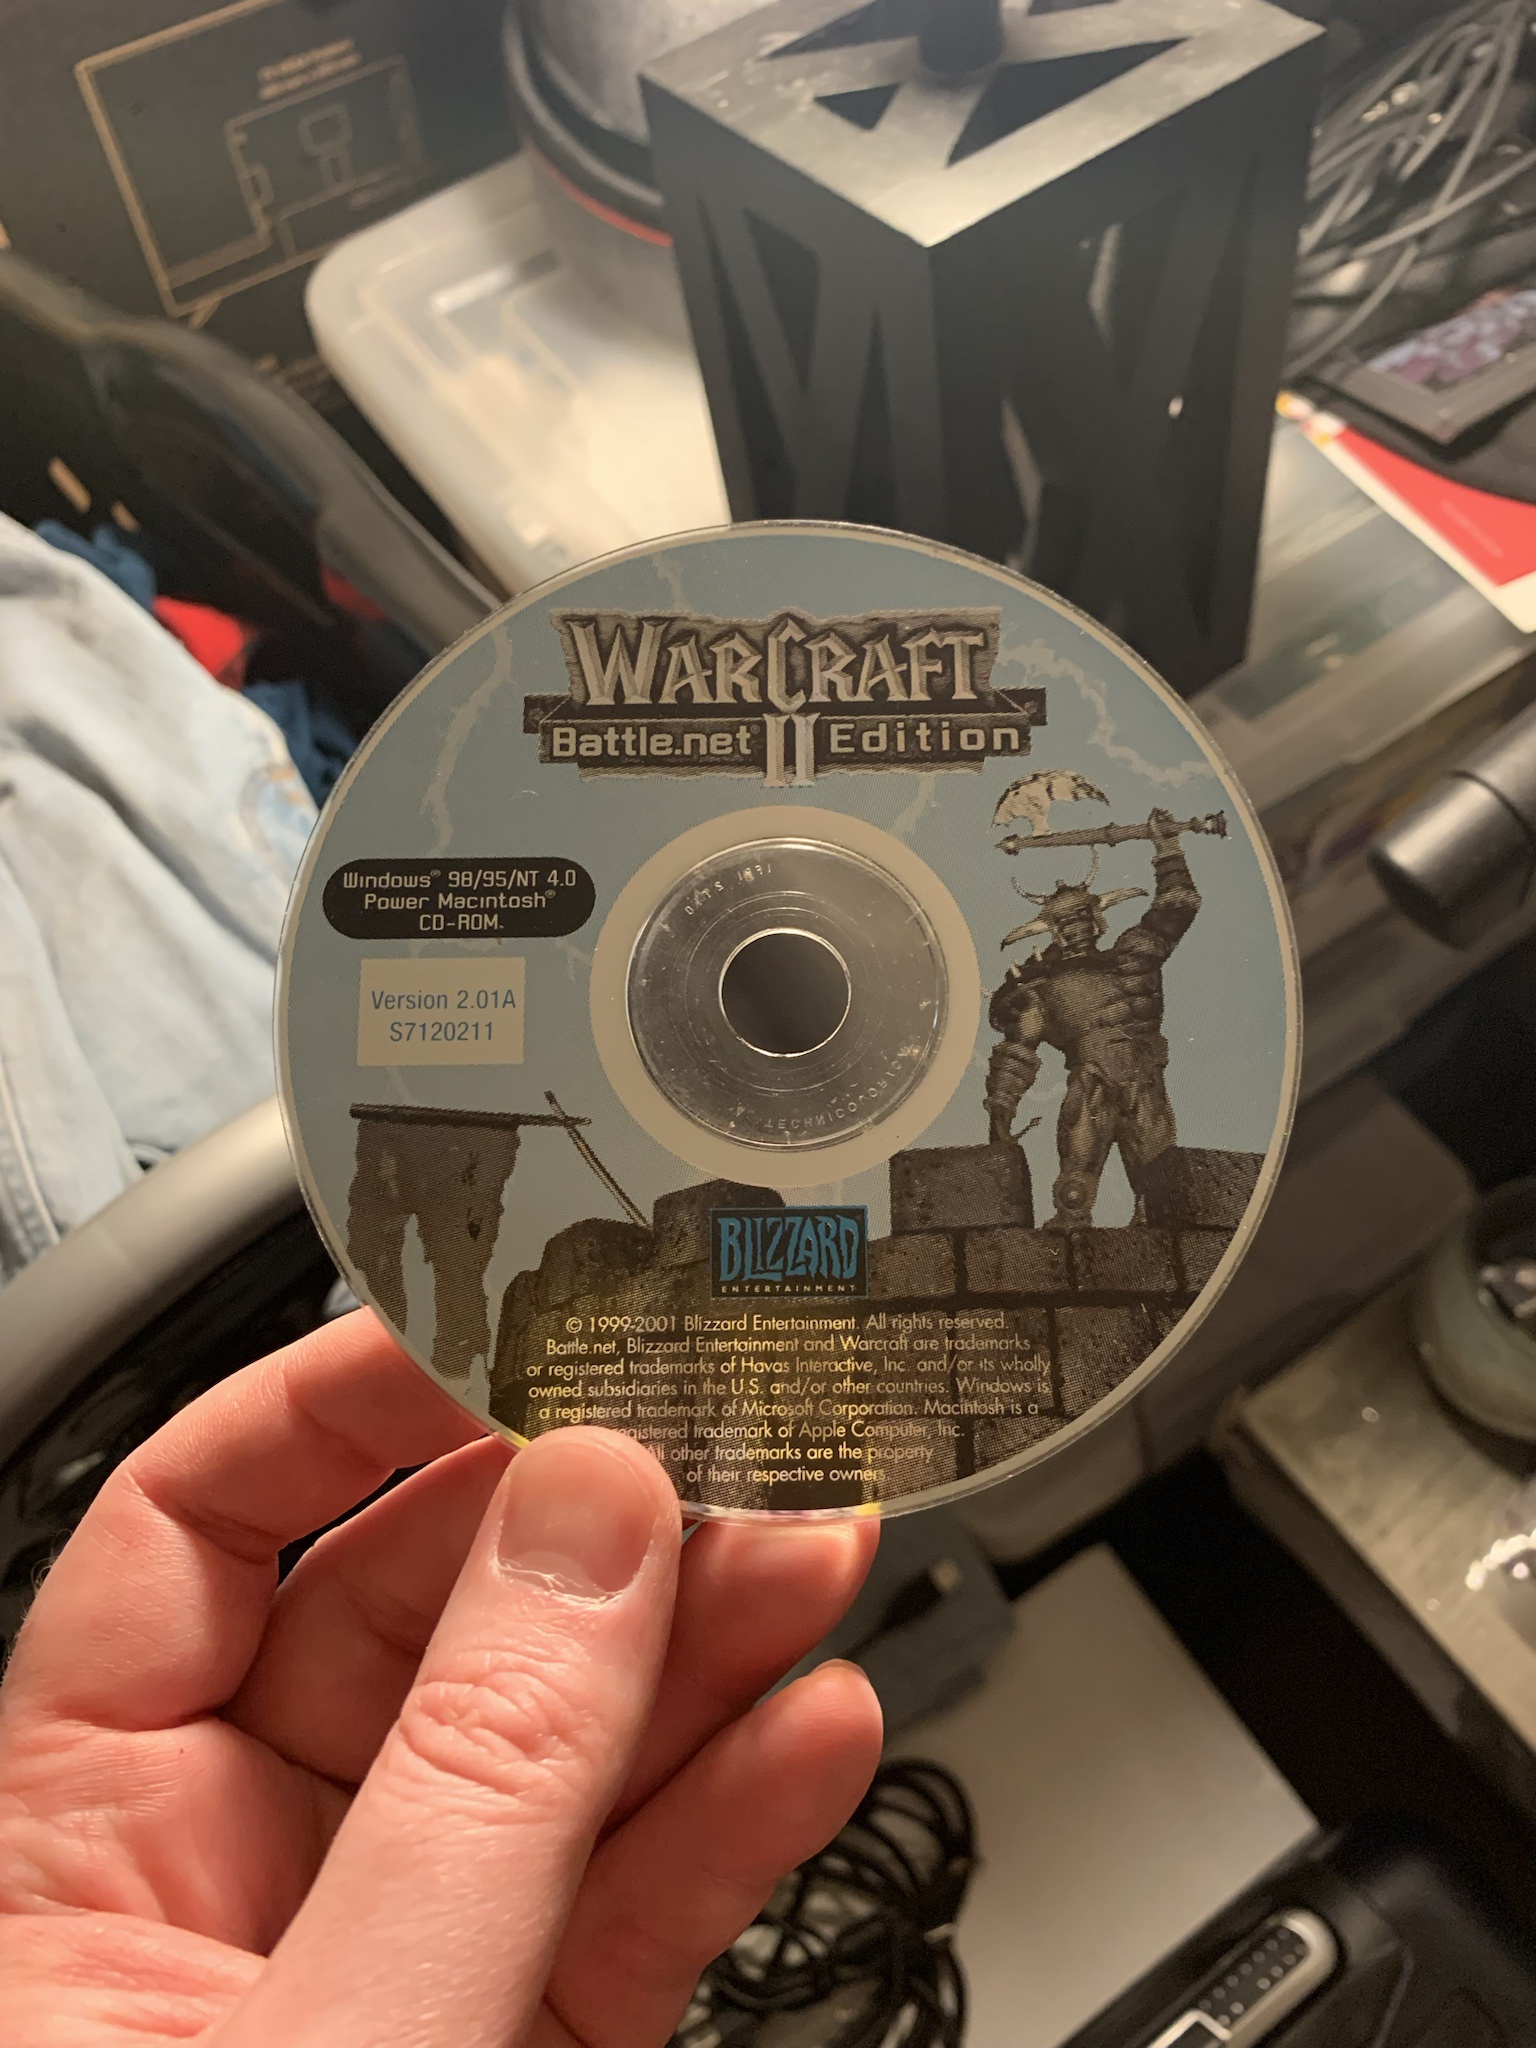 WARCRAFT
II
Battle.net® Edition
Windows® 98/95/NT 4.0
Power Macintosh®
CD-ROM
Version 2.01A
S7120211
BLIZZARD
ENTERTAINMENT
© 1999-2001 Blizzard Entertainment. All rights reserved.
Battle.net, Blizzard Entertainment and Warcraft are trademarks
or registered trademarks of Havas Interactive, Inc. and/or its wholly
owned subsidiaries in the U.S. and/or other countries. Windows is
a registered trademark of Microsoft Corporation. Macintosh is a
trademark of Apple Computer, Inc.
other trademarks are the property
of their respective